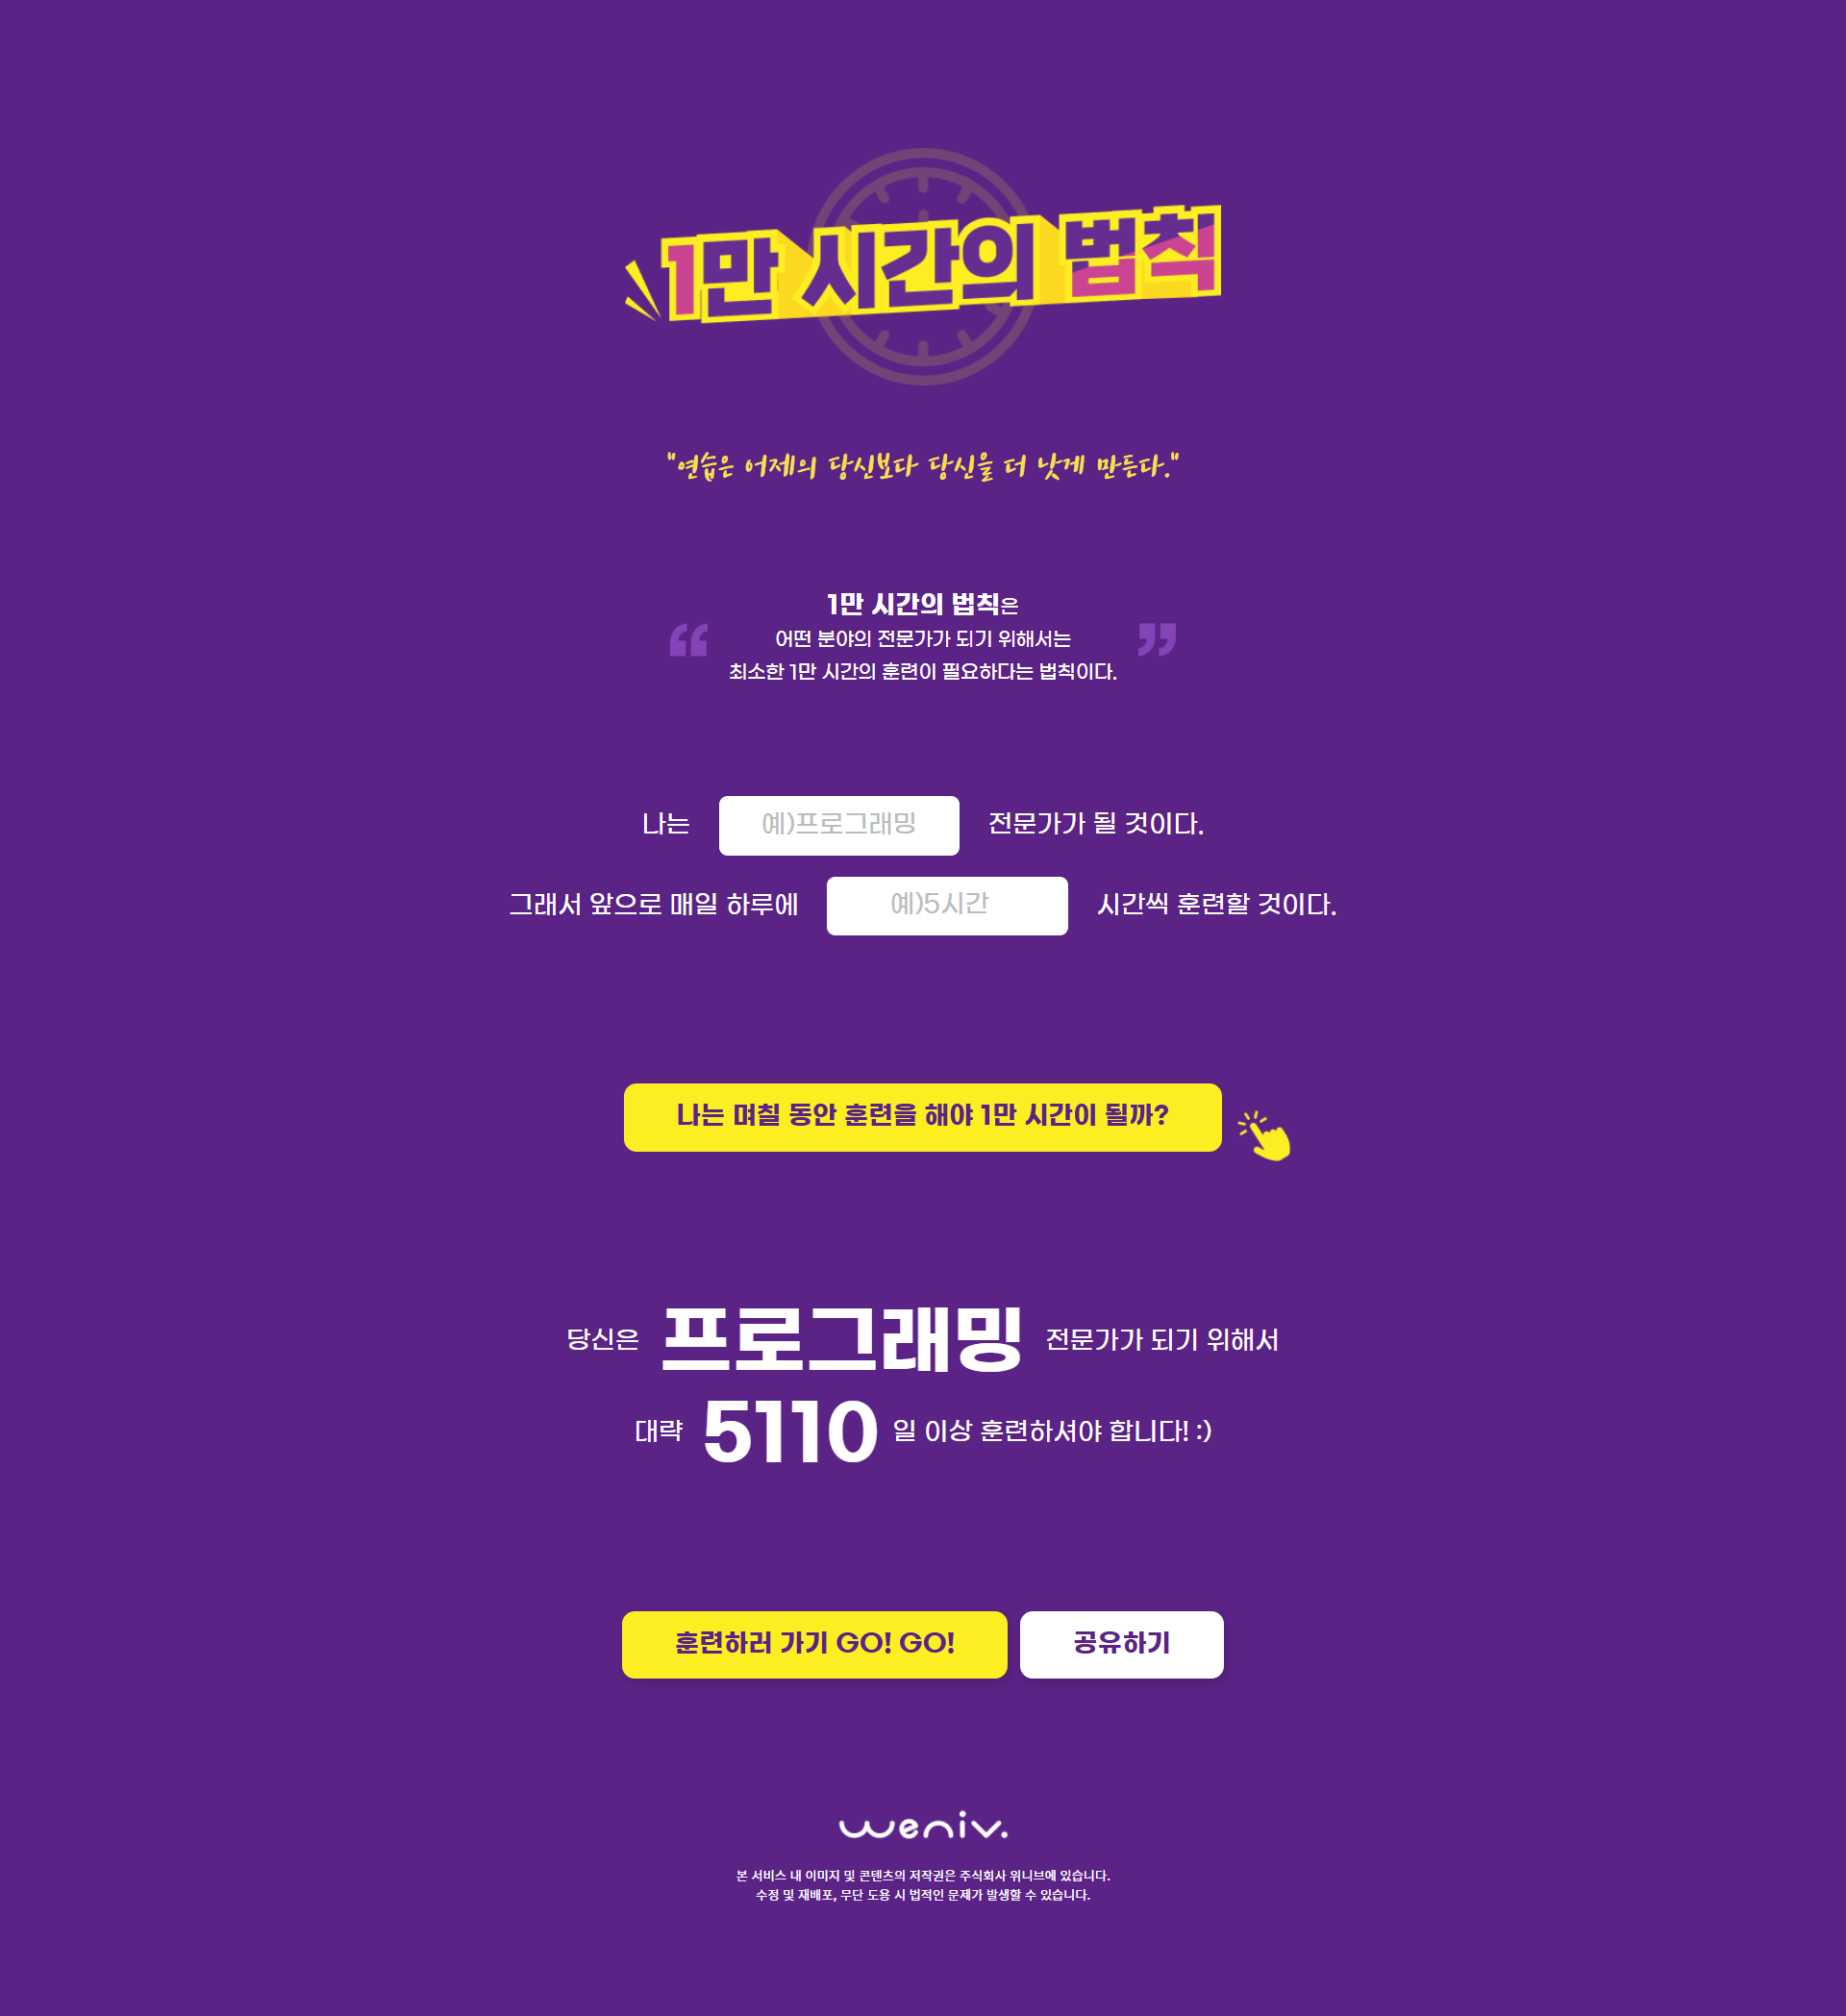 1만 시간의 법칙
"연습은 어제의 당신보다 당신을 더 낫게 만든다."
1만 시간의 법칙은
어떤 분야의 전문가가 되기 위해서는
최소한 1만 시간의 훈련이 필요하다는 법칙이다.
나는 예)프로그래밍 전문가가 될 것이다.
그래서 앞으로 매일 하루에 예)5시간 시간씩 훈련할 것이다.
나는 며칠 동안 훈련을 해야 1만 시간이 될까?
당신은 프로그래밍 전문가가 되기 위해서
대략 5110 일 이상 훈련하셔야 합니다! :)
훈련하러 가기 GO! GO! 공유하기
weniv.
본 서비스 내 이미지 및 콘텐츠의 저작권은 주식회사 위니브에 있습니다.
수정 및 재배포, 무단 도용 시 법적인 문제가 발생할 수 있습니다.